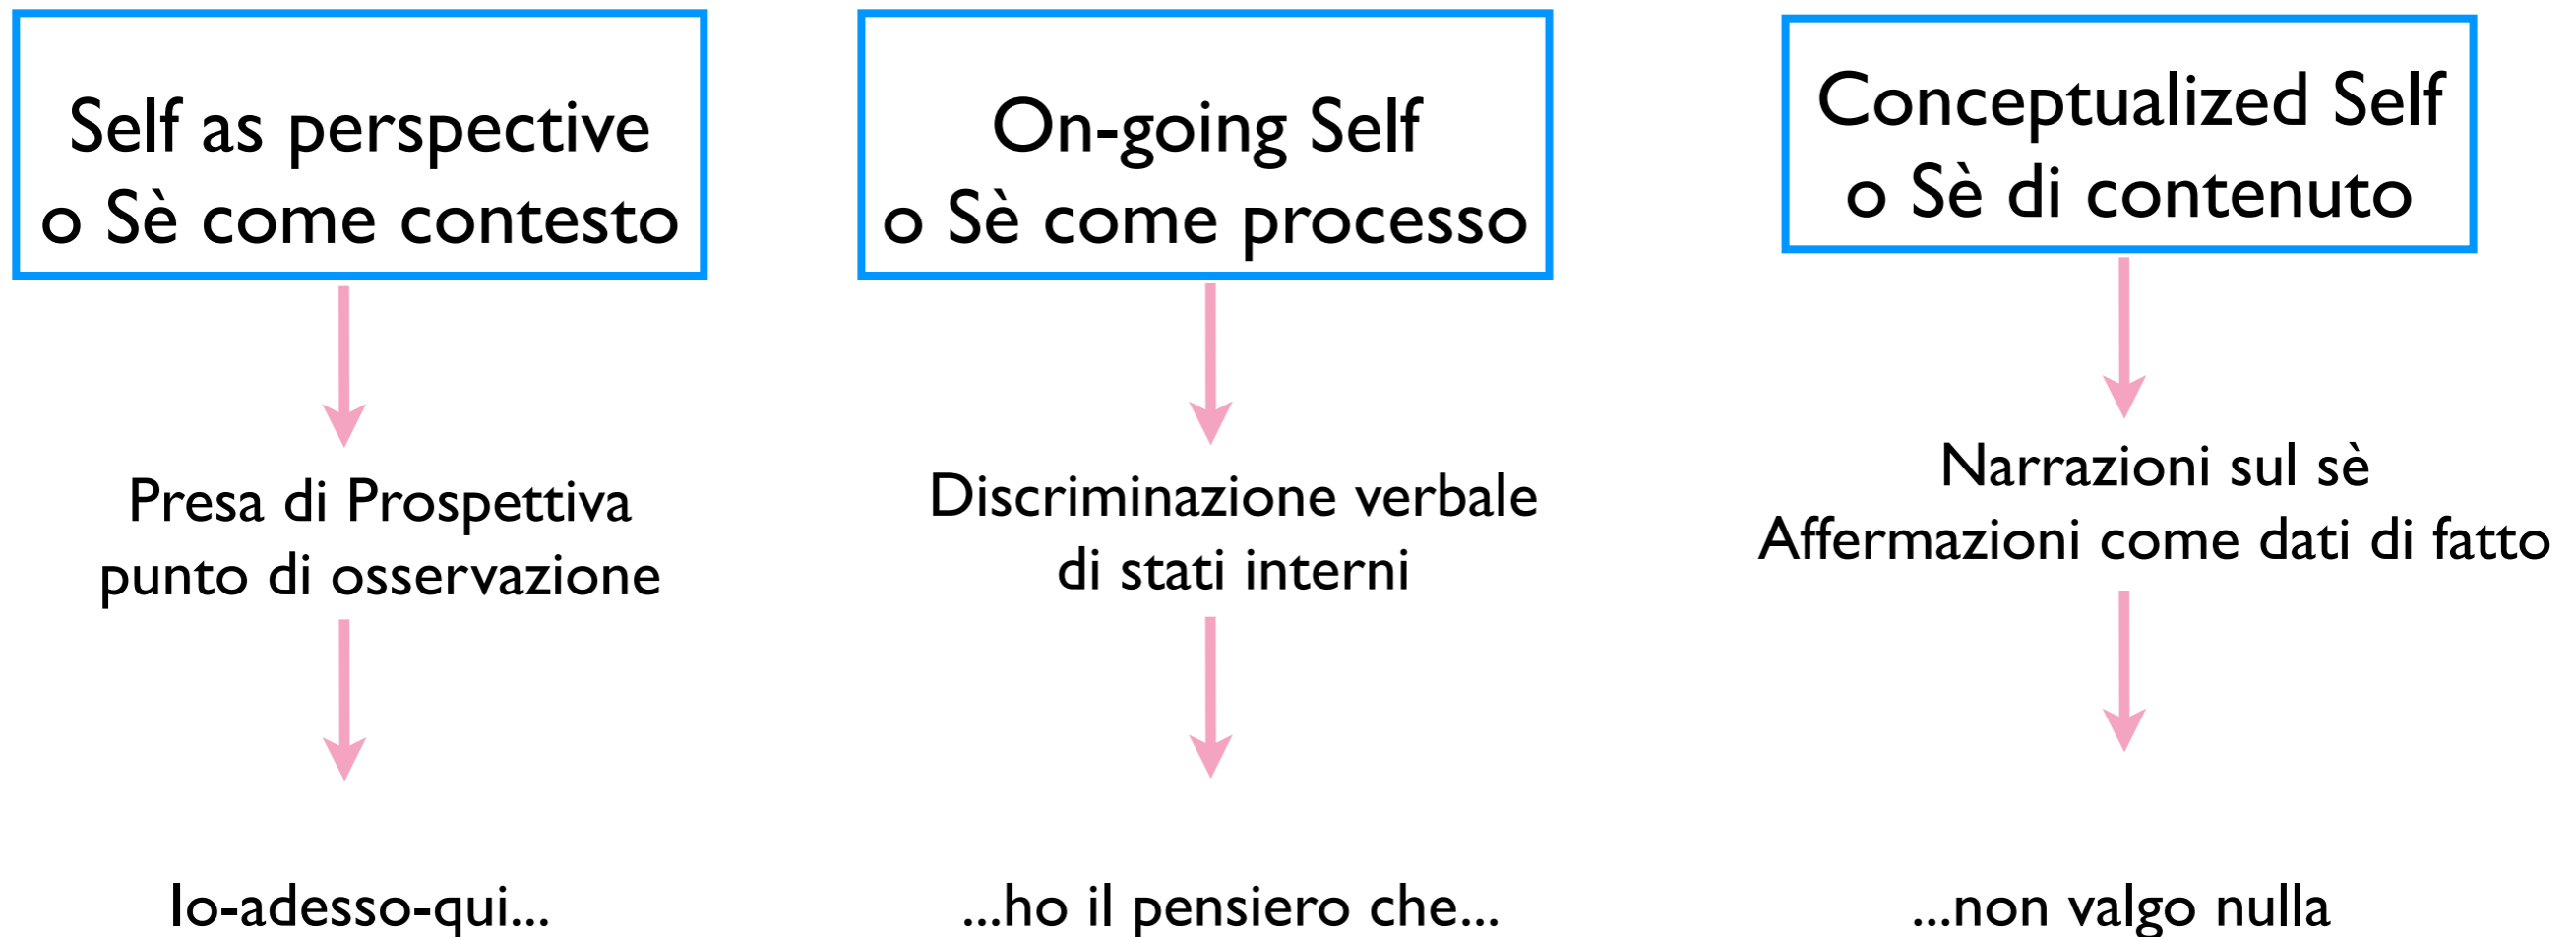 Self as perspective
o Sè come contesto
On-going Self
o Sè come processo
Conceptualized Self
o Sè di contenuto
Presa di Prospettiva
punto di osservazione
Discriminazione verbale
di stati interni
Narrazioni sul sè
Affermazioni come dati di fatto
Io-adesso-qui...
...ho il pensiero che...
...non valgo nulla